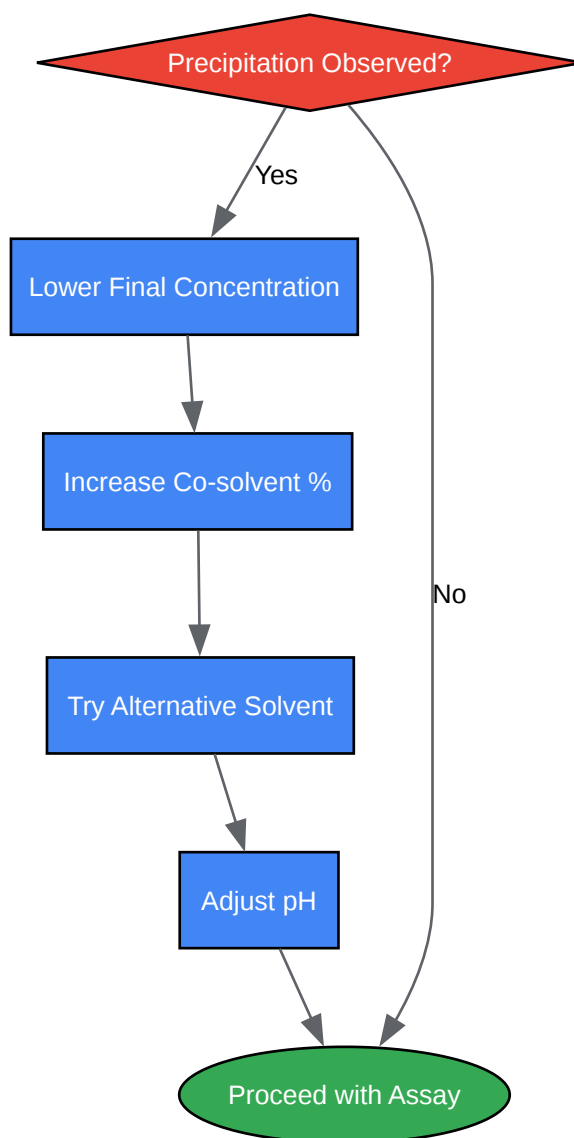 Precipitation Observed?
Yes
Lower Final Concentration
Increase Co-solvent %
No
Try Alternative Solvent
Adjust pH
Proceed with Assay